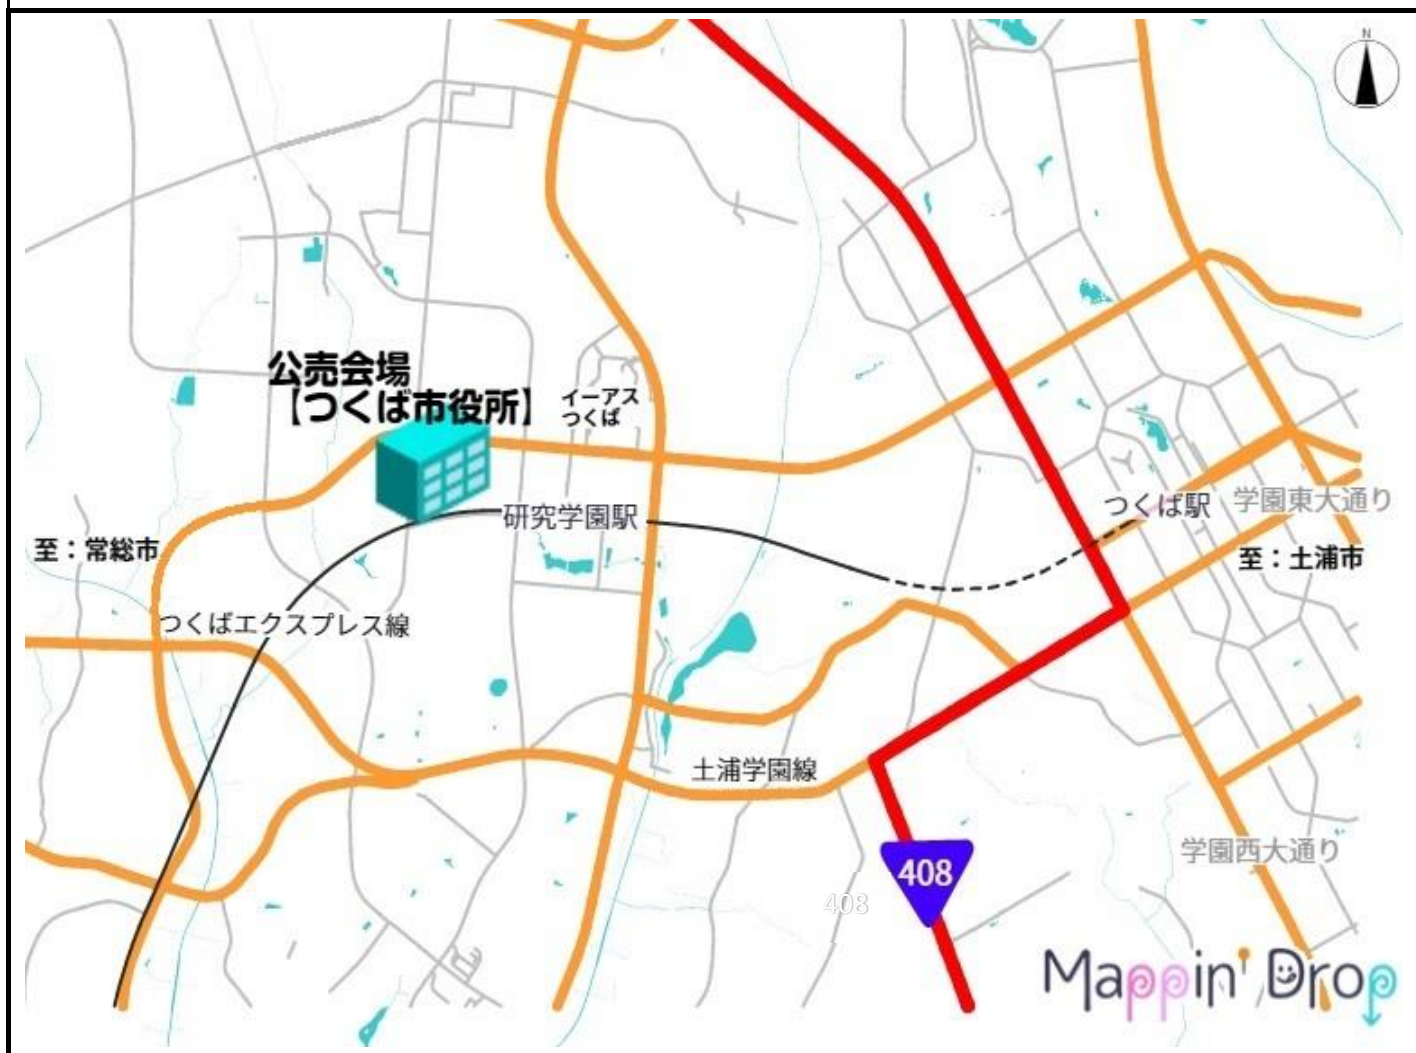 N
公売会場
【つくば市役所】
イーアス
つくば
研究学園駅
つくば駅
学園東大通り
至：常総市
至：土浦市
つくばエクスプレス線
土浦学園線
学園西大通り
408
408
Mappin' Drop